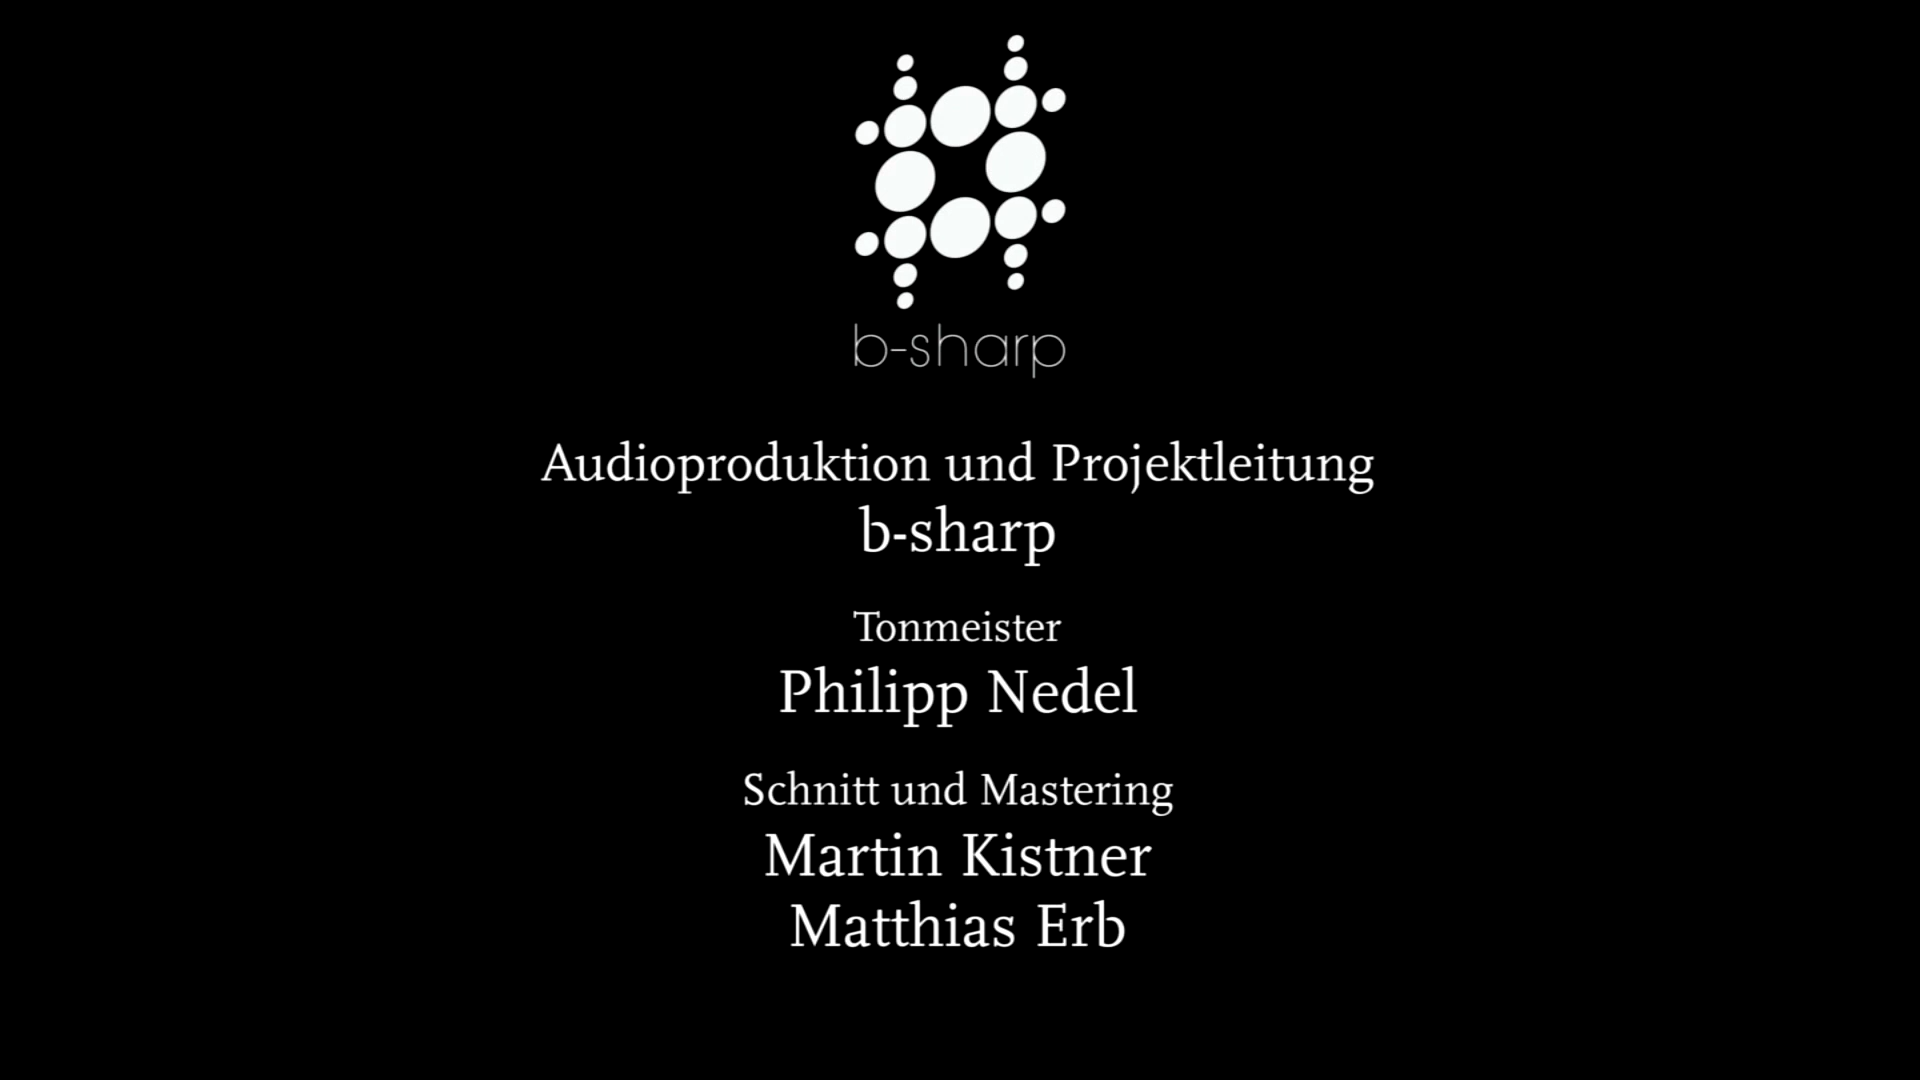 b-sharp
Audioproduktion und Projektleitung
b-sharp
Tonmeister
Philipp Nedel
Schnitt und Mastering
Martin Kistner
Matthias Erb